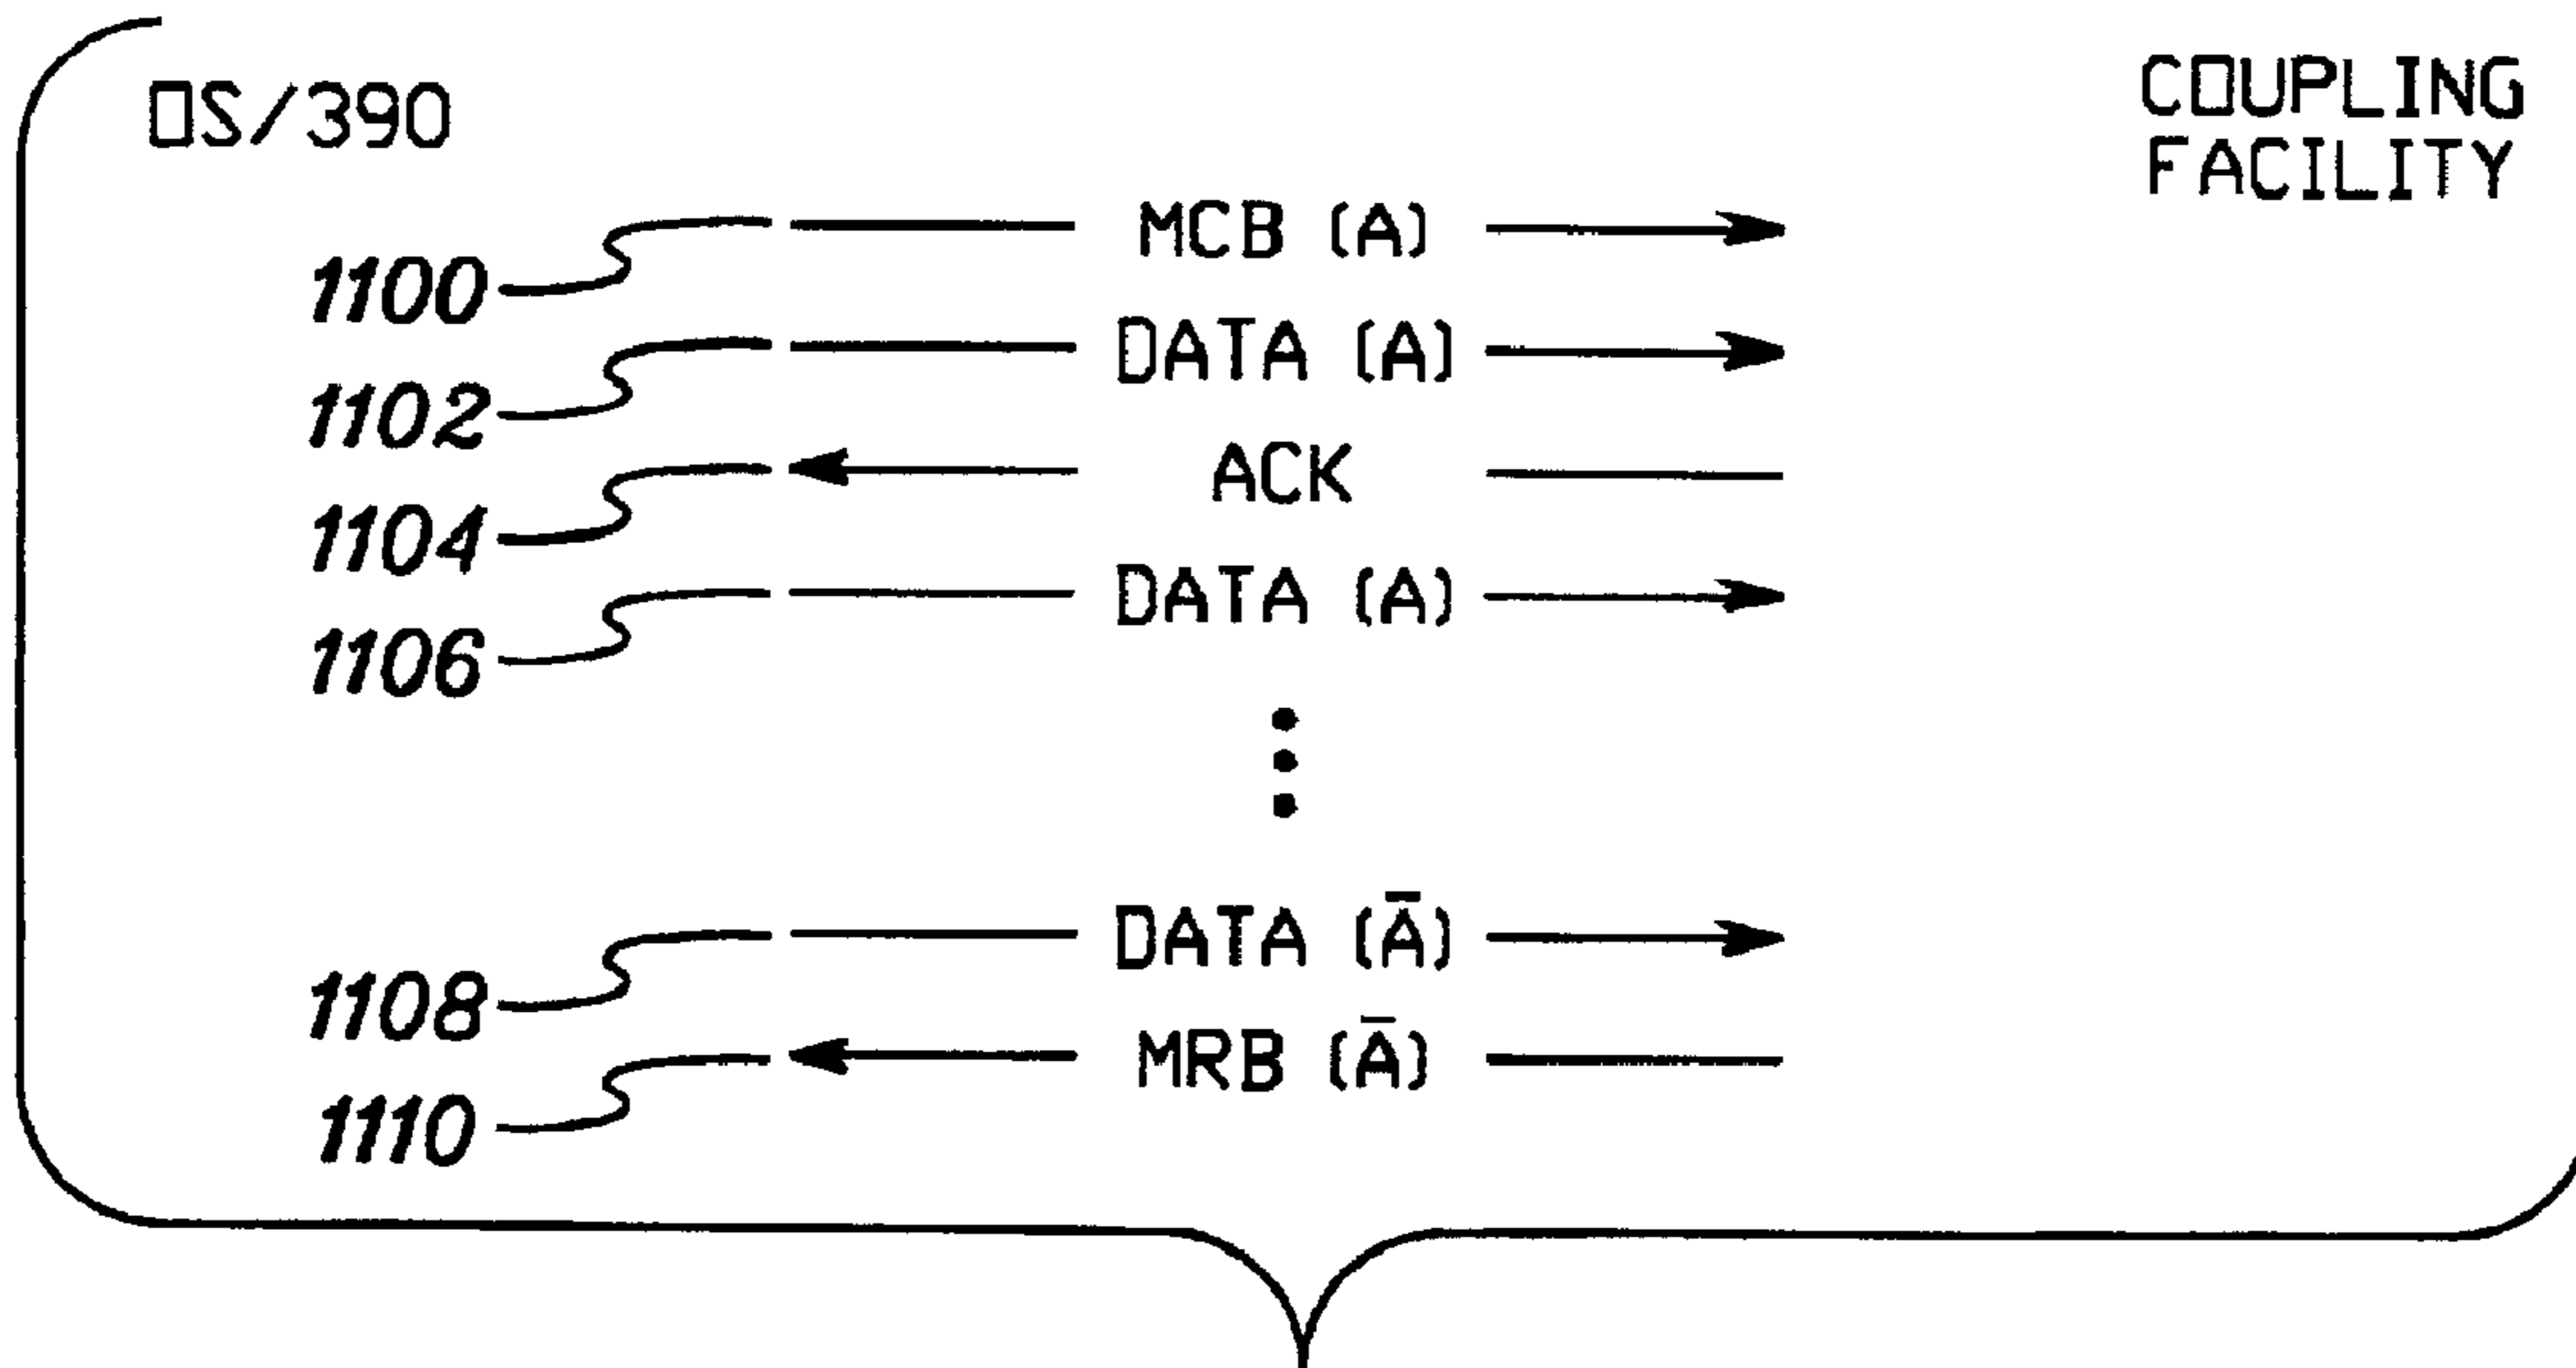 OS/390
COUPLING
FACILITY
MCB (A)
1100
DATA (A)
1102
ACK
1104
DATA (A)
1106
DATA (Ā)
1108
MRB (Ā)
1110